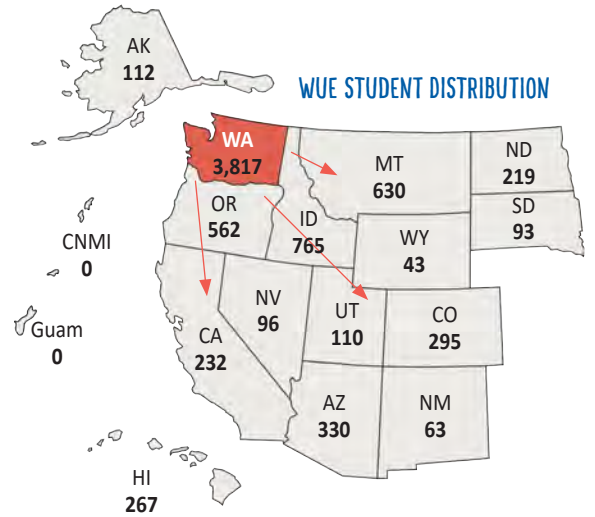 AK
112
WUE STUDENT DISTRIBUTION
WA
3,817
MT
630
ND
219
OR
562
ID
765
SD
93
WY
43
CNMI
0
NV
96
UT
110
CO
295
Guam
0
CA
232
AZ
330
NM
63
HI
267